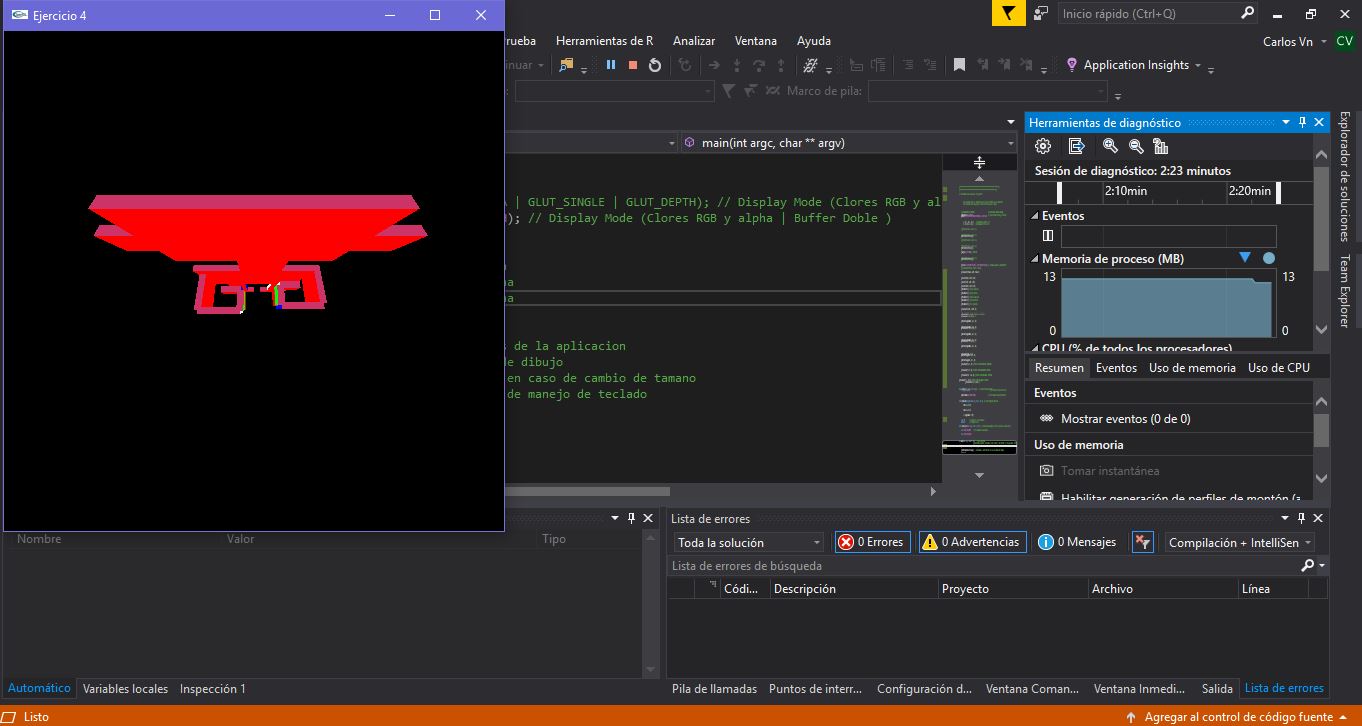 Ejercicio 4
Inicio rápido (Ctrl+Q)
rueba Herramientas de R Analizar Ventana Ayuda
Carlos Vn CV
nuar
Application Insights
Marco de pila:
Herramientas de diagnóstico
main(int argc, char ** argv)
Sesión de diagnóstico: 2:23 minutos
2:10min 2:20min
Eventos
Memoria de proceso (MB)
13 13
0 0
CPU (% de todos los procesadores)
Resumen Eventos Uso de memoria Uso de CPU
Eventos
Mostrar eventos (0 de 0)
Uso de memoria
Tomar instantánea
Habilitar generación de perfiles de montón (a
Explorador de soluciones
Team Explorer
| GLUT_SINGLE | GLUT_DEPTH); // Display Mode (Clores RGB y al
); // Display Mode (Clores RGB y alpha | Buffer Doble )
na
na
s de la aplicacion
de dibujo
en caso de cambio de tamano
de manejo de teclado
Nombre Valor Tipo
Automático Variables locales Inspección 1
Lista de errores
Toda la solución 0 Errores 0 Advertencias 0 Mensajes Compilación + IntelliSen
Lista de errores de búsqueda
Códi... Descripción Proyecto Archivo Línea
Pila de llamadas Puntos de interr... Configuración d... Ventana Coman... Ventana Inmedi... Salida Lista de errores
Listo
Agregar al control de código fuente